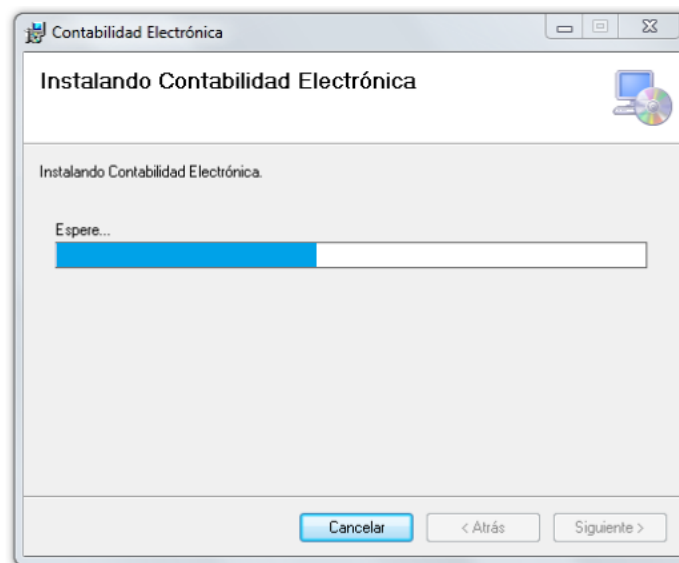 Contabilidad Electrónica
Instalando Contabilidad Electrónica
Instalando Contabilidad Electrónica.
Espere...
Cancelar
< Atrás
Siguiente >